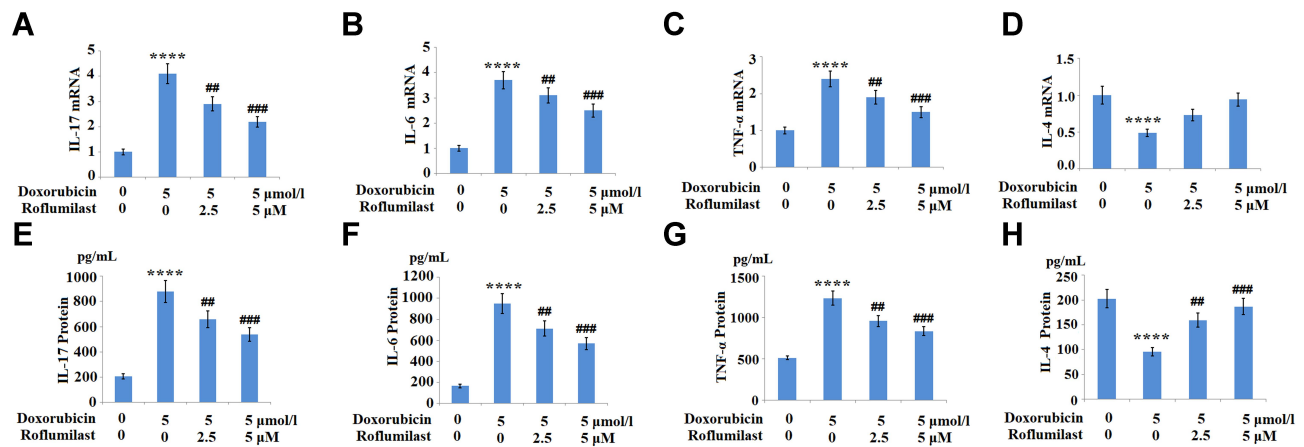 A
IL-17 mRNA
5
4
3
2
1
0
****
##
###
Doxorubicin 0 5 5 5 μmol/l
Roflumilast 0 0 2.5 5 μM
B
IL-6 mRNA
5
4
3
2
1
0
****
##
###
Doxorubicin 0 5 5 5 μmol/l
Roflumilast 0 0 2.5 5 μM
C
TNF-α mRNA
3
2
1
0
****
##
###
Doxorubicin 0 5 5 5 μmol/l
Roflumilast 0 0 2.5 5 μM
D
IL-4 mRNA
1.5
1.0
0.5
0.0
****
Doxorubicin 0 5 5 5 μmol/l
Roflumilast 0 0 2.5 5 μM
E
pg/mL
IL-17 Protein
1000
800
600
400
200
0
****
##
###
Doxorubicin 0 5 5 5 μmol/l
Roflumilast 0 0 2.5 5 μM
F
pg/mL
IL-6 Protein
1200
1000
800
600
400
200
0
****
##
###
Doxorubicin 0 5 5 5 μmol/l
Roflumilast 0 0 2.5 5 μM
G
pg/mL
TNF-α Protein
1500
1000
500
0
****
##
###
Doxorubicin 0 5 5 5 μmol/l
Roflumilast 0 0 2.5 5 μM
H
pg/mL
IL-4 Protein
250
200
150
100
50
0
****
##
###
Doxorubicin 0 5 5 5 μmol/l
Roflumilast 0 0 2.5 5 μM